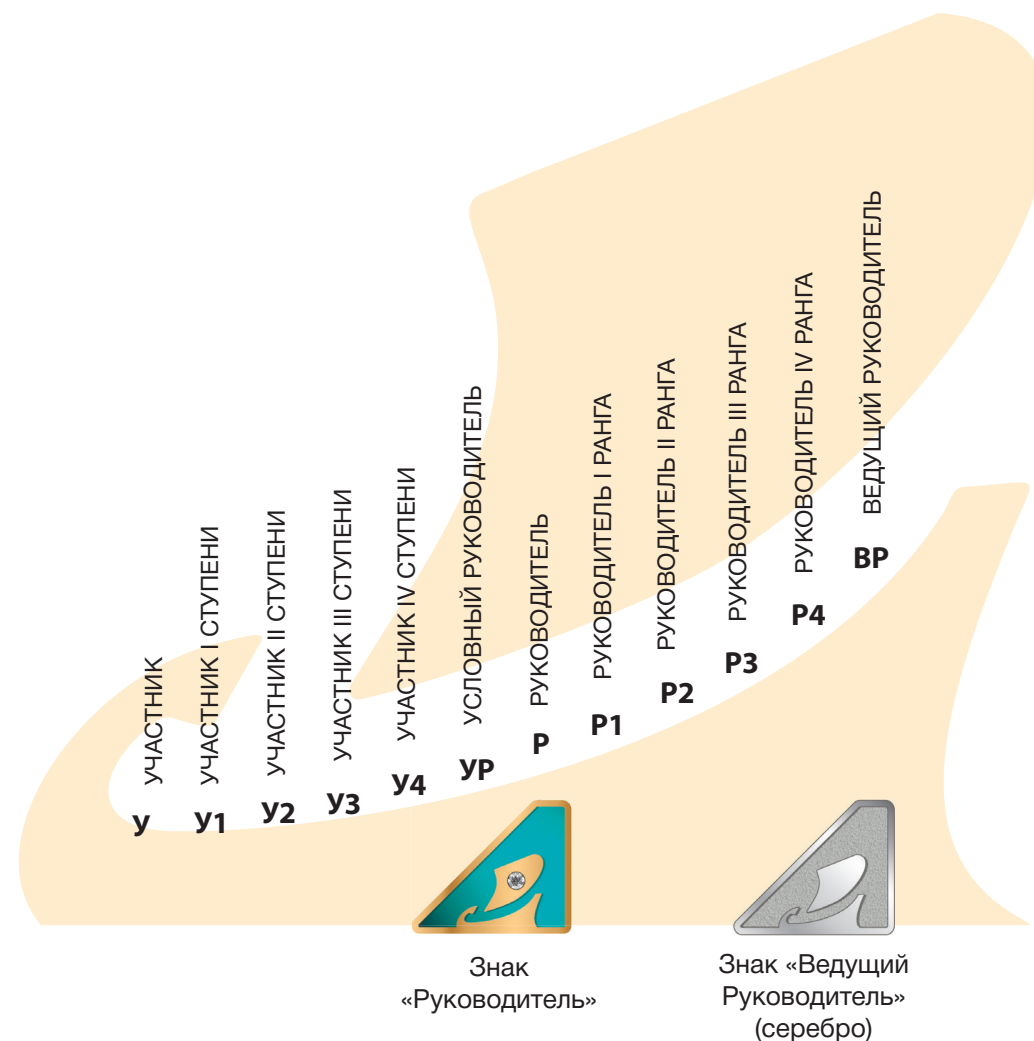 У УЧАСТНИК
У1 УЧАСТНИК I СТУПЕНИ
У2 УЧАСТНИК II СТУПЕНИ
У3 УЧАСТНИК III СТУПЕНИ
У4 УЧАСТНИК IV СТУПЕНИ
УР УСЛОВНЫЙ РУКОВОДИТЕЛЬ
Р РУКОВОДИТЕЛЬ
Р1 РУКОВОДИТЕЛЬ I РАНГА
Р2 РУКОВОДИТЕЛЬ II РАНГА
Р3 РУКОВОДИТЕЛЬ III РАНГА
Р4 РУКОВОДИТЕЛЬ IV РАНГА
ВР ВЕДУЩИЙ РУКОВОДИТЕЛЬ
Знак
«Руководитель»
Знак «Ведущий
Руководитель»
(серебро)